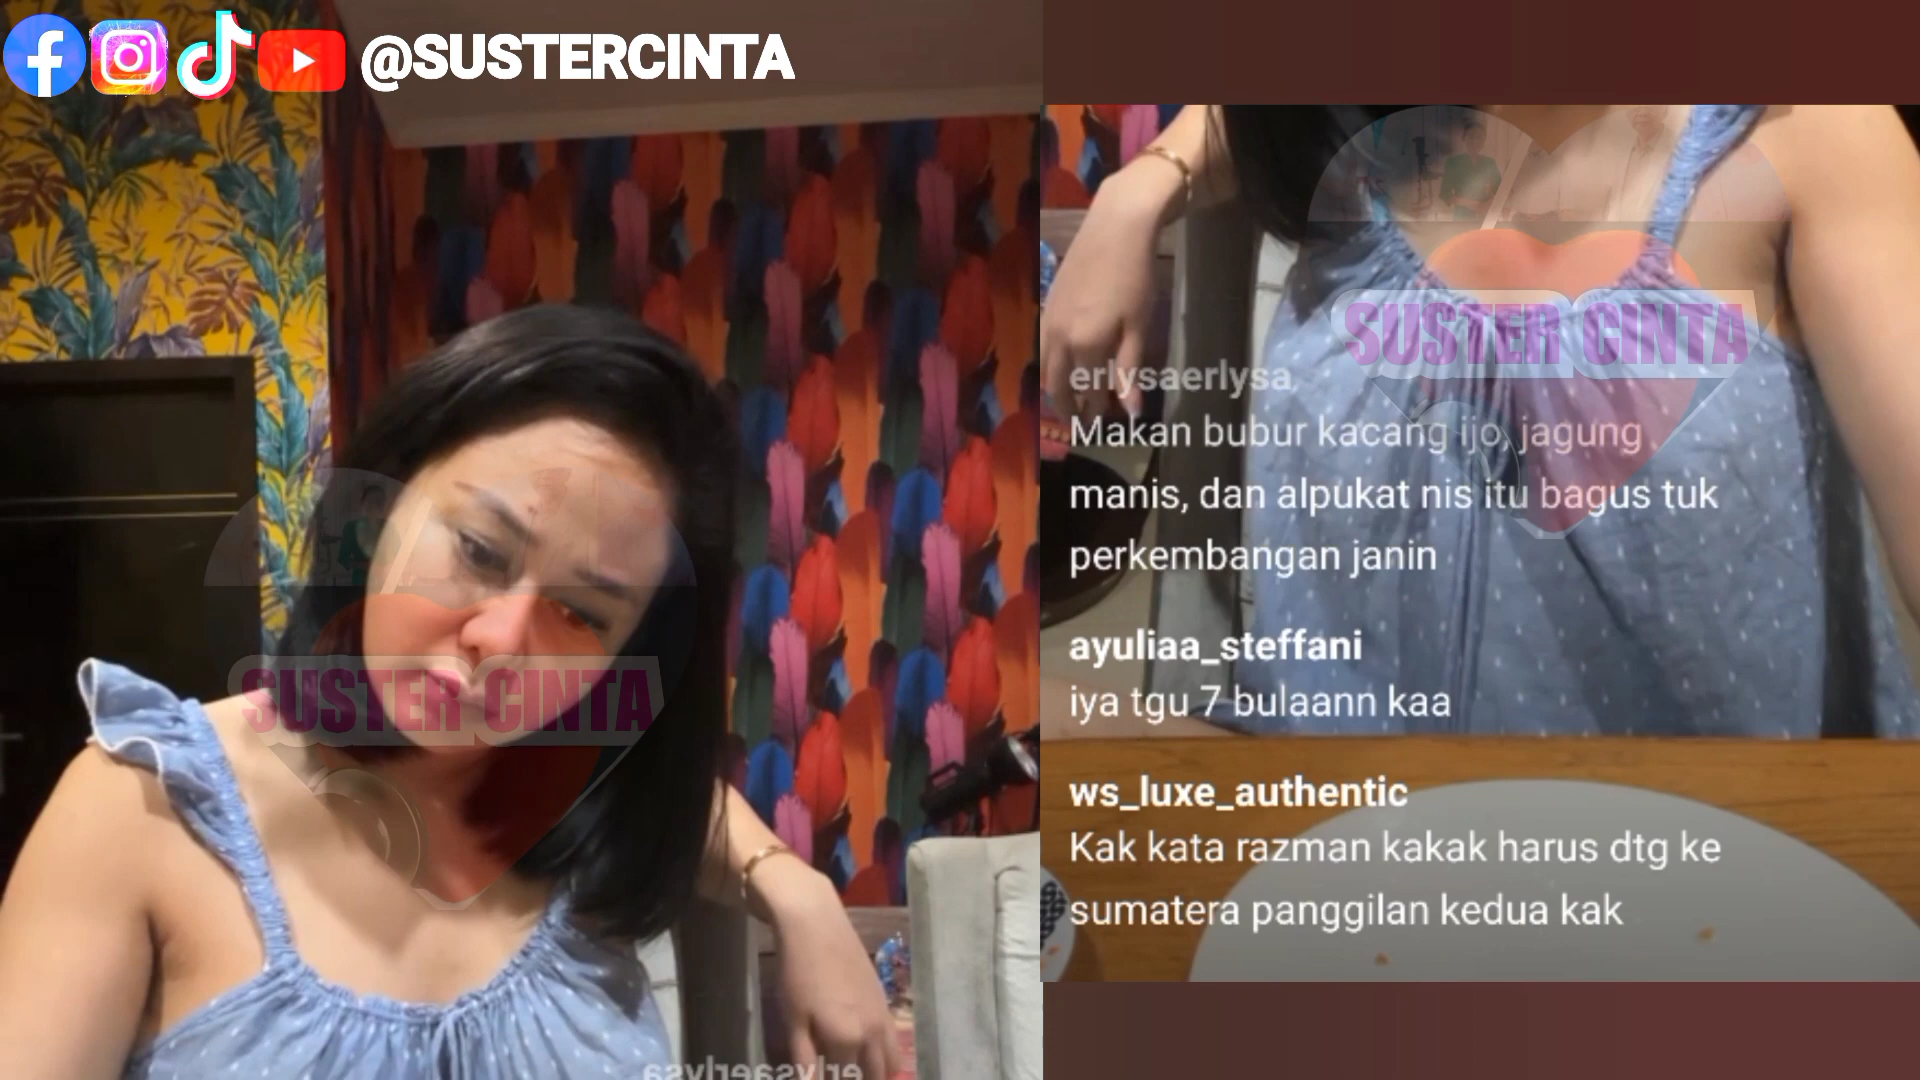 @SUSTERCINTA
SUSTER CINTA
erlysaerlysa
SUSTER CINTA
erlysaerlysa
Makan bubur kacang ijo, jagung
manis, dan alpukat nis itu bagus tuk
perkembangan janin
ayuliaa_steffani
iya tgu 7 bulaann kaa
ws_luxe_authentic
Kak kata razman kakak harus dtg ke
sumatera panggilan kedua kak